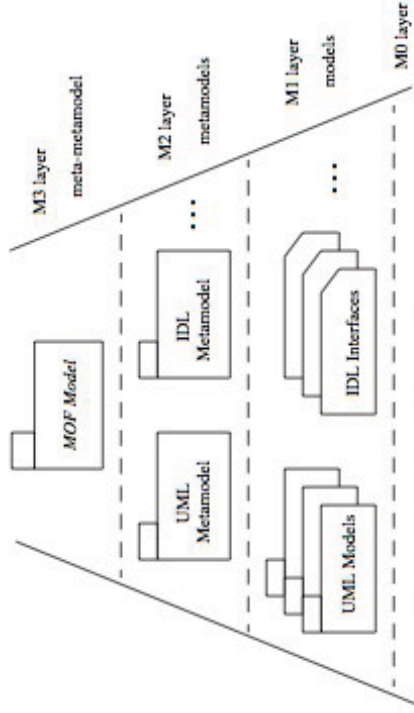 M3 layer
meta-metamodel
MOF Model
M2 layer
metamodels
UML
Metamodel
IDL
Metamodel
...
M1 layer
models
UML Models
IDL Interfaces
...
M0 layer